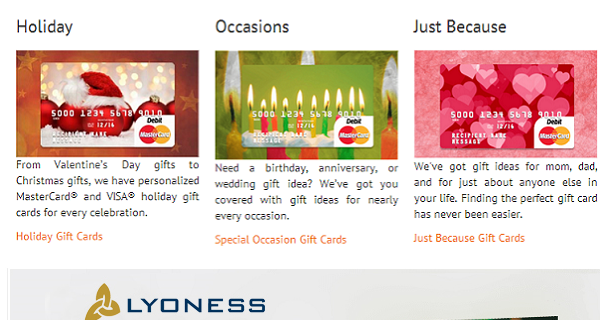 Holiday
5000 1234 5678 9010
12/16
Debit
RECIPIENT NAME
MESSAGE
MasterCard
From Valentine's Day gifts to
Christmas gifts, we have personalized
MasterCard® and VISA® holiday gift
cards for every celebration.
Holiday Gift Cards
Occasions
5000 1234 5678 9010
12/16
Debit
RECIPIENT NAME
MESSAGE
MasterCard
Need a birthday, anniversary, or
wedding gift idea? We've got you
covered with gift ideas for nearly
every occasion.
Special Occasion Gift Cards
Just Because
5000 1234 5678 9010
12/16
Debit
RECIPIENT NAME
MESSAGE
MasterCard
We've got gift ideas for mom, dad,
and for just about anyone else in
your life. Finding the perfect gift card
has never been easier.
Just Because Gift Cards
LYONESS